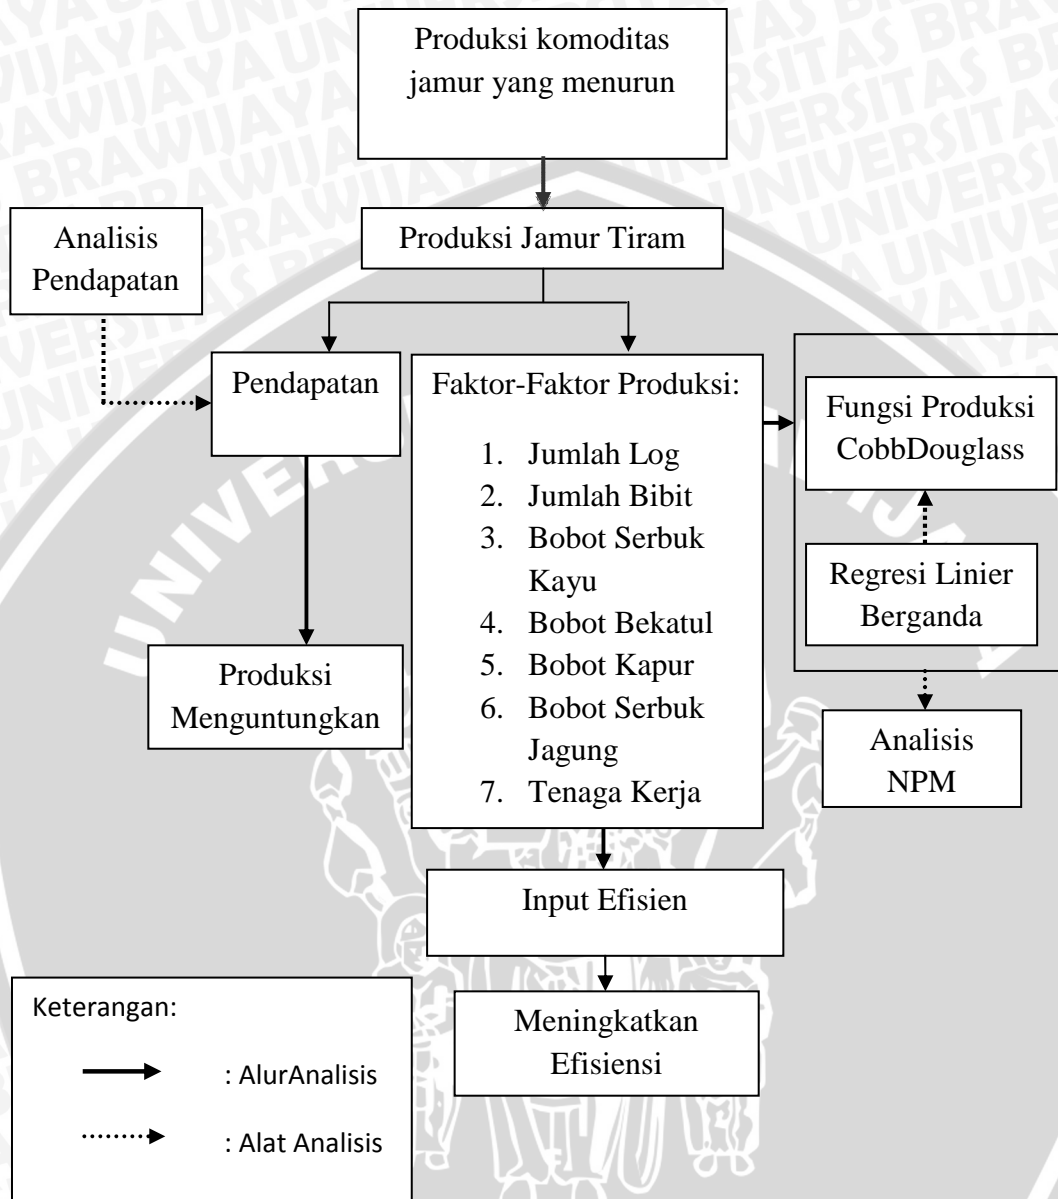 Produksi komoditas
jamur yang menurun
Produksi Jamur Tiram
Analisis
Pendapatan
Pendapatan
Produksi
Menguntungkan
Faktor-Faktor Produksi:
1. Jumlah Log
2. Jumlah Bibit
3. Bobot Serbuk
Kayu
4. Bobot Bekatul
5. Bobot Kapur
6. Bobot Serbuk
Jagung
7. Tenaga Kerja
Fungsi Produksi
CobbDouglass
Regresi Linier
Berganda
Analisis
NPM
Input Efisien
Meningkatkan
Efisiensi
Keterangan:
: AlurAnalisis
: Alat Analisis